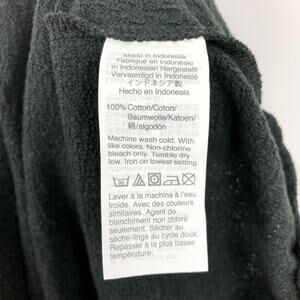 Made in Indonesia
Fabriqué en Indonésie
in Indonesien Hergestellt
Vervaardigd in Indonesië
インドネシア製
Hecho en Indonesia
100% Cotton/Coton/
Baumwolle/Katoen/
綿/algodón
Machine wash cold. With
like colors. Non-chlorine
bleach only. Tumble dry
low. Iron on lowest setting.
Laver à la machine à l'eau
froide. Avec des couleurs
similaires. Agent de
blanchiment non chloré
seulement. Sécher au
sèche-linge au cycle doux.
Repasser à la plus basse
température.